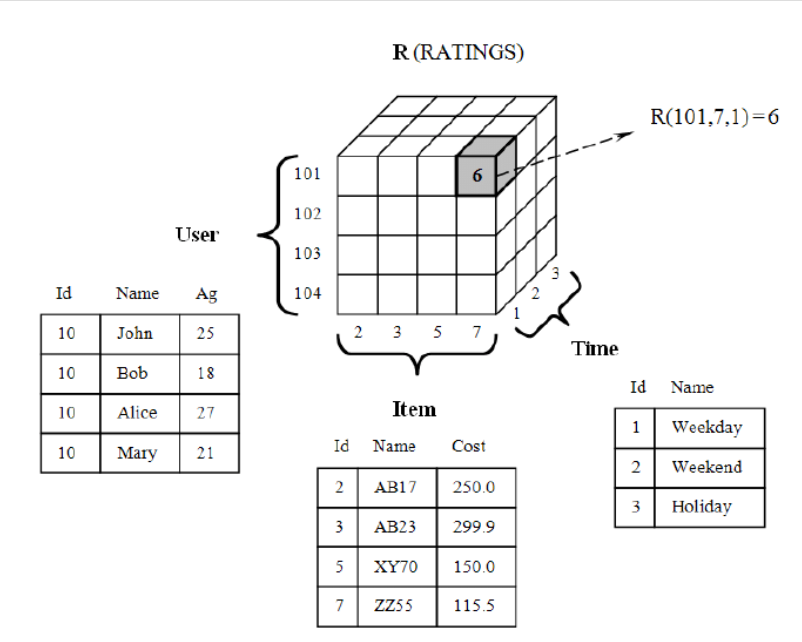 R (RATINGS)
R(101,7,1)=6
101
6
102
User
103
104
3
2
1
2 3 5 7
Time
Item
Id Name Ag
10 John 25
10 Bob 18
10 Alice 27
10 Mary 21
Id Name Cost
2 AB17 250.0
3 AB23 299.9
5 XY70 150.0
7 ZZ55 115.5
Id Name
1 Weekday
2 Weekend
3 Holiday